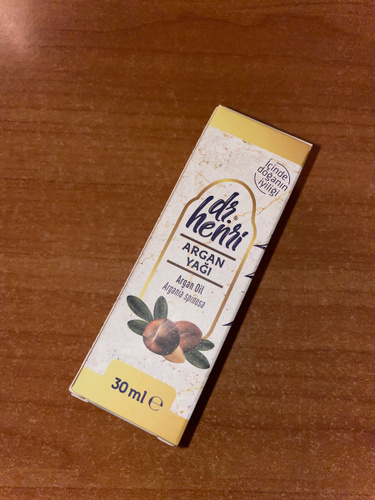 İçinde
doğanın
iyiliği
dr.
henri
ARGAN
YAĞI
Argan Oil
Argania spinosa
30 ml ℮